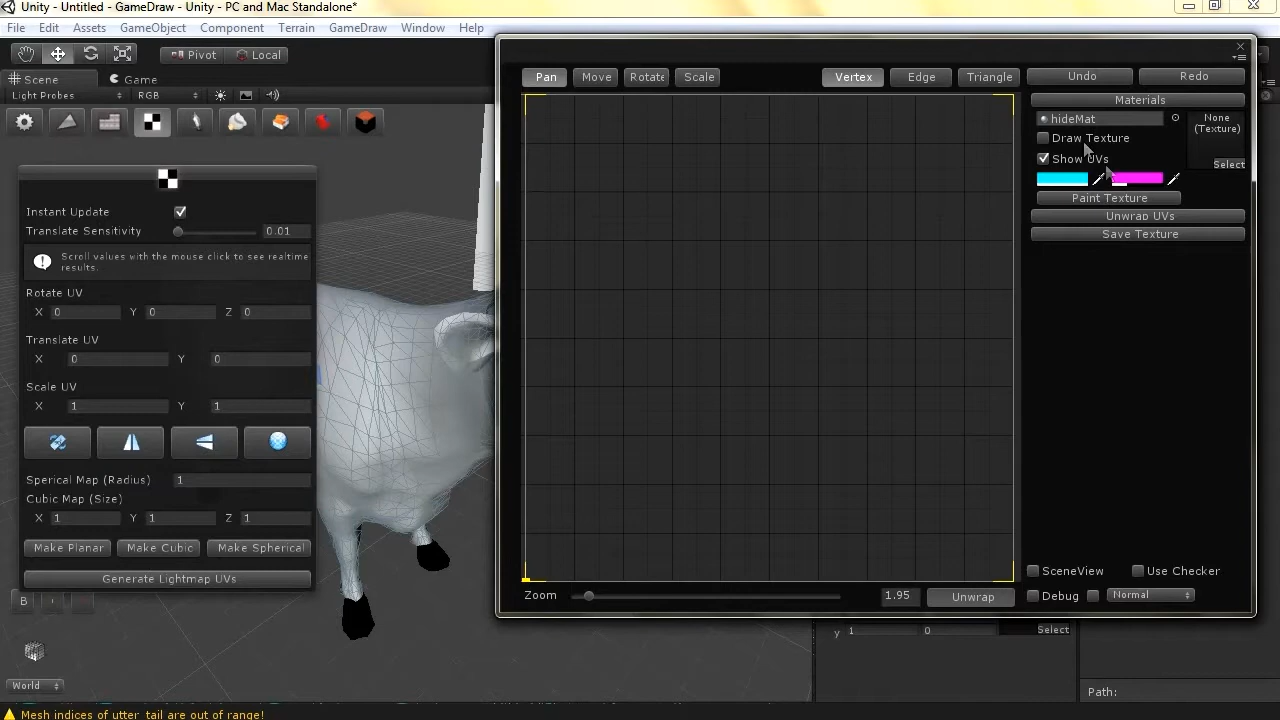 Unity - Untitled - GameDraw - Unity - PC and Mac Standalone*
File Edit Assets GameObject Component Terrain GameDraw Window Help
Pivot Local
Scene Game
Light Probes RGB
Instant Update
Translate Sensitivity 0.01
Scroll values with the mouse click to see realtime
results.
Rotate UV
X 0 Y 0 Z 0
Translate UV
X 0 Y 0
Scale UV
X 1 Y 1
Sperical Map (Radius) 1
Cubic Map (Size)
X 1 Y 1 Z 1
Make Planar Make Cubic Make Spherical
Generate Lightmap UVs
B
World
Pan Move Rotate Scale Vertex Edge Triangle Undo Redo
Materials
hideMat
None
(Texture)
Draw Texture
Show UVs
Select
Paint Texture
Unwrap UVs
Save Texture
SceneView Use Checker
Zoom 1.95 Unwrap Debug Normal
y 1 0 Select
Path:
Mesh indices of utter_tail are out of range!